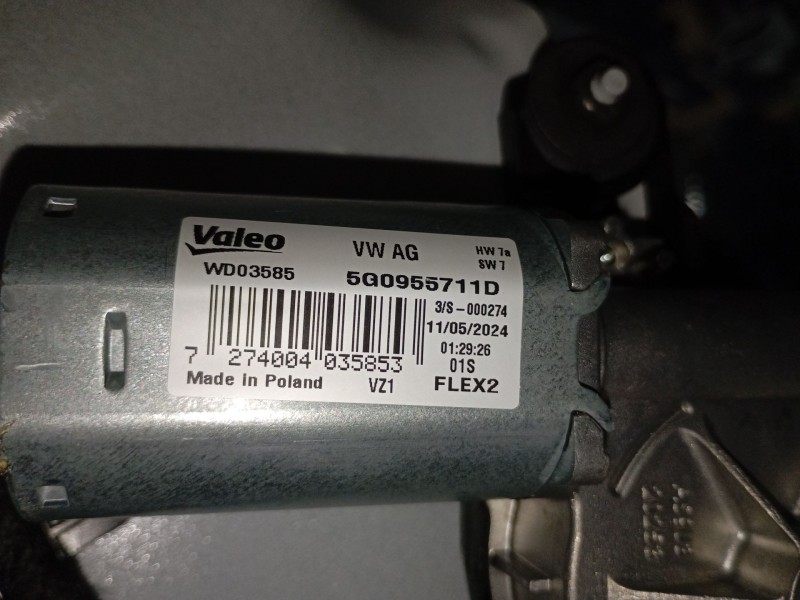 Valeo
VW AG
HW 7a
SW 7
WD03585
5G0955711D
3/S-000274
11/05/2024
01:29:26
7 274004 035853
01S
Made in Poland
VZ1
FLEX2